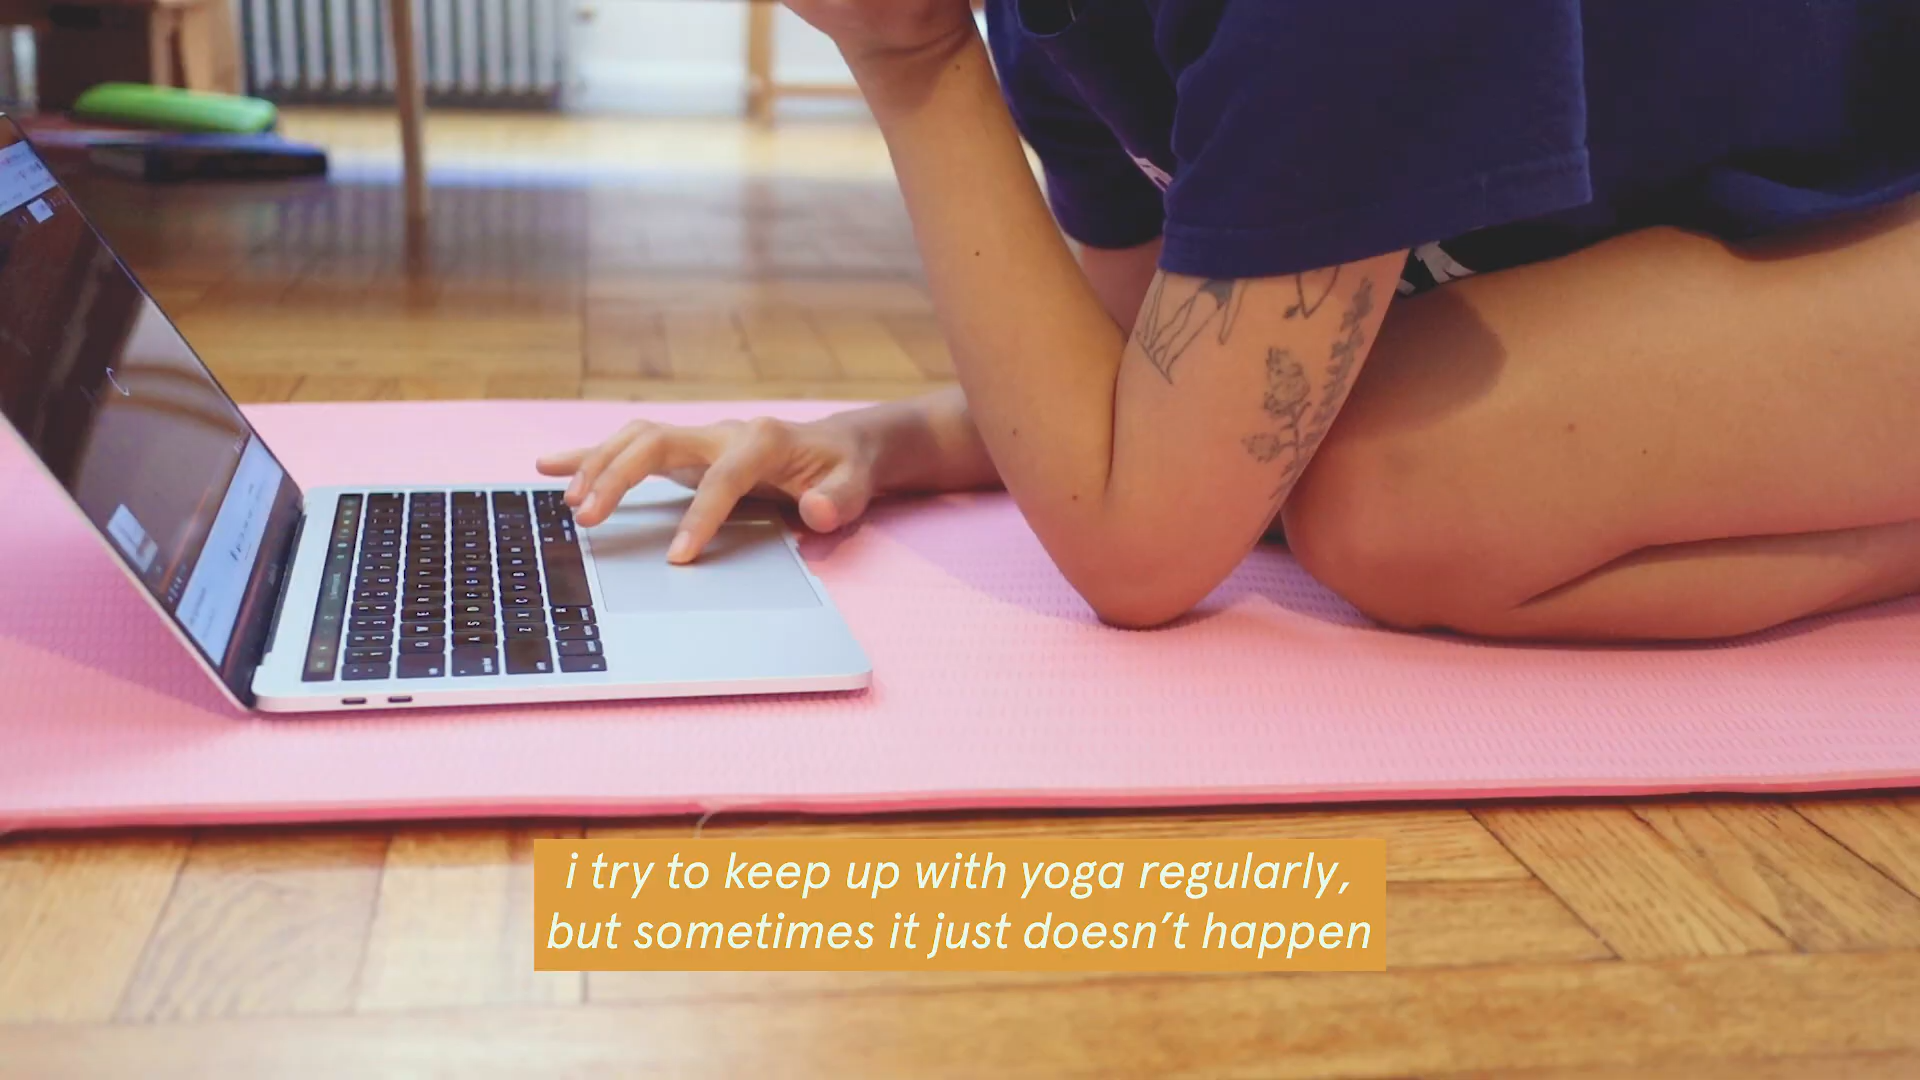 i try to keep up with yoga regularly,
but sometimes it just doesn't happen